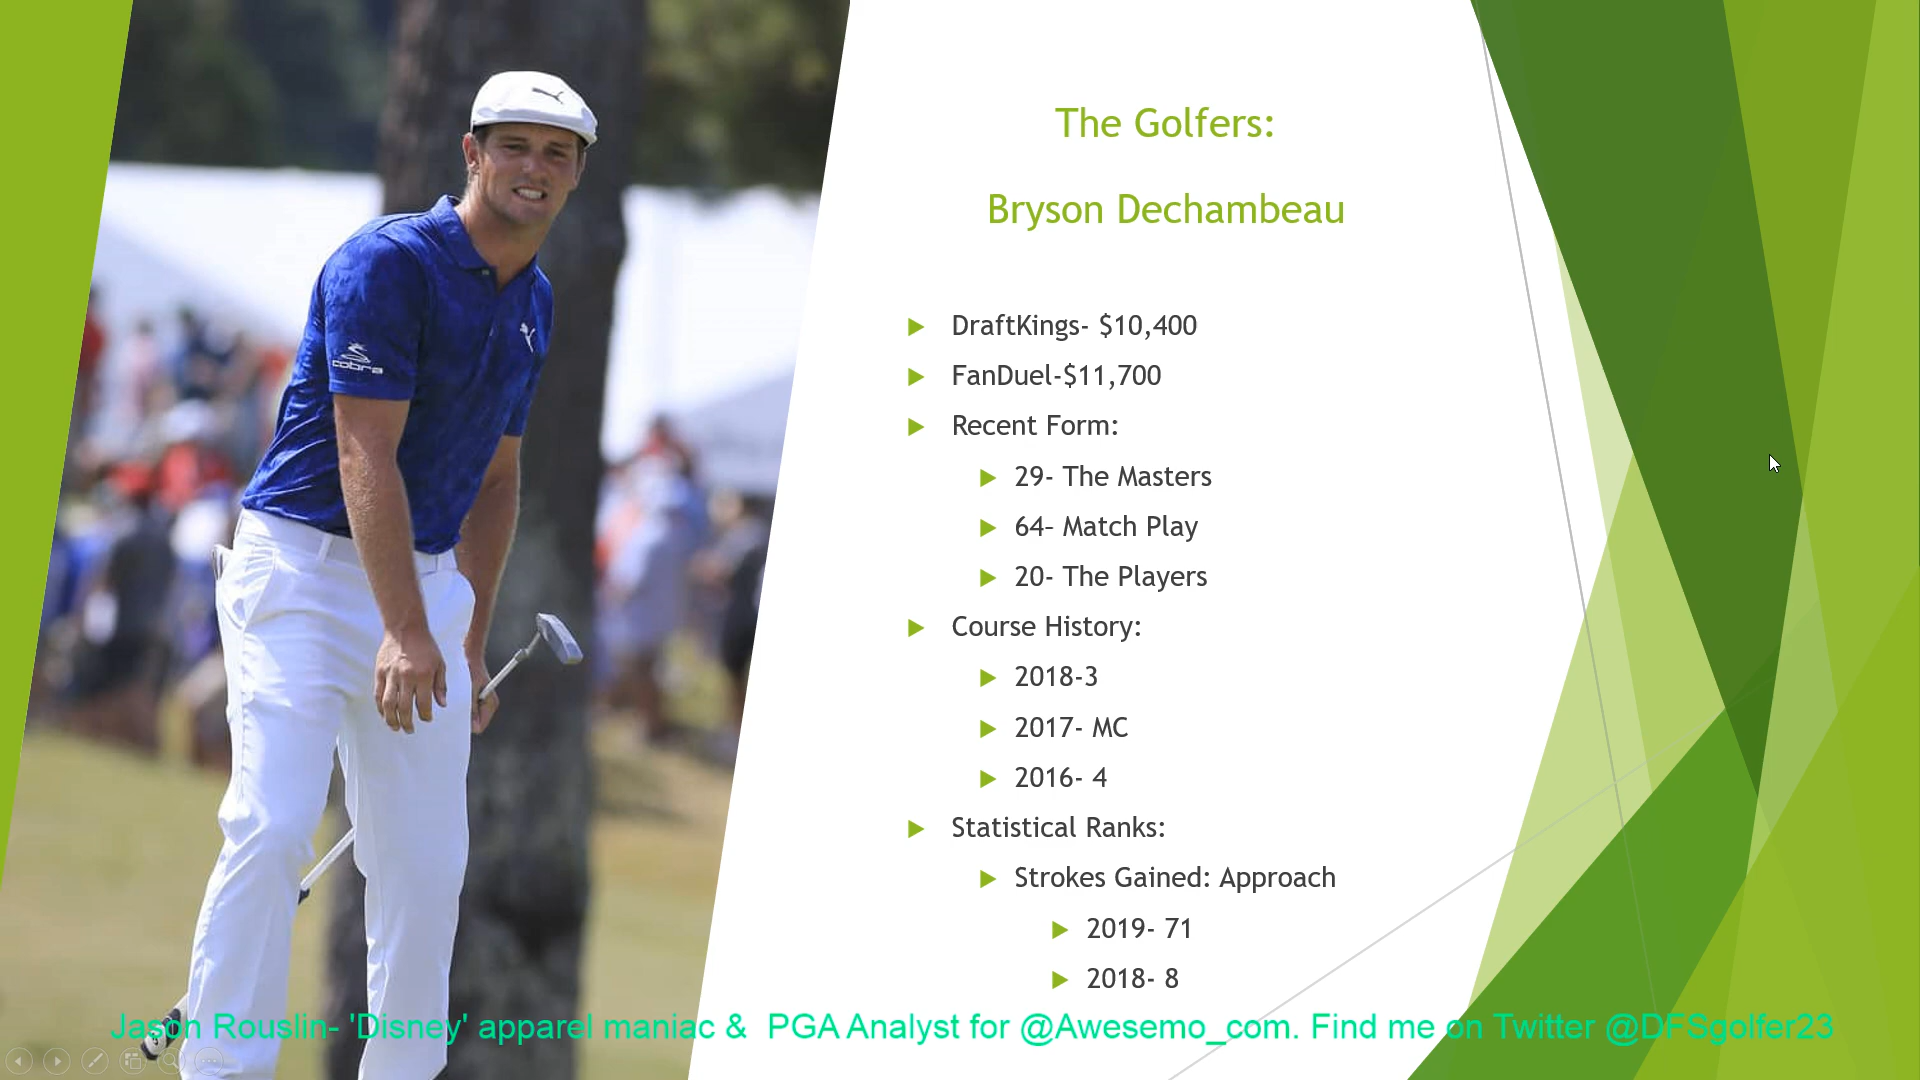 The Golfers:
Bryson Dechambeau
DraftKings- $10,400
FanDuel-$11,700
Recent Form:
29- The Masters
64- Match Play
20- The Players
Course History:
2018-3
2017- MC
2016- 4
Statistical Ranks:
Strokes Gained: Approach
2019- 71
2018- 8
cobra
Jason Rouslin- 'Disney' apparel maniac & PGA Analyst for @Awesemo_com. Find me on Twitter @DFSgolfer23